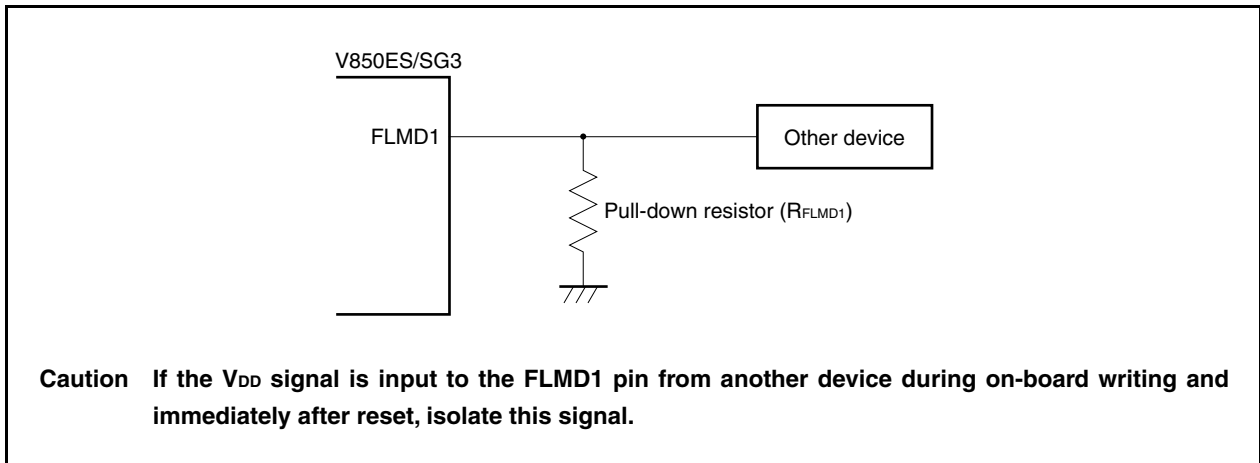 V850ES/SG3
FLMD1
Other device
Pull-down resistor (RFLMD1)
Caution If the VDD signal is input to the FLMD1 pin from another device during on-board writing and
immediately after reset, isolate this signal.